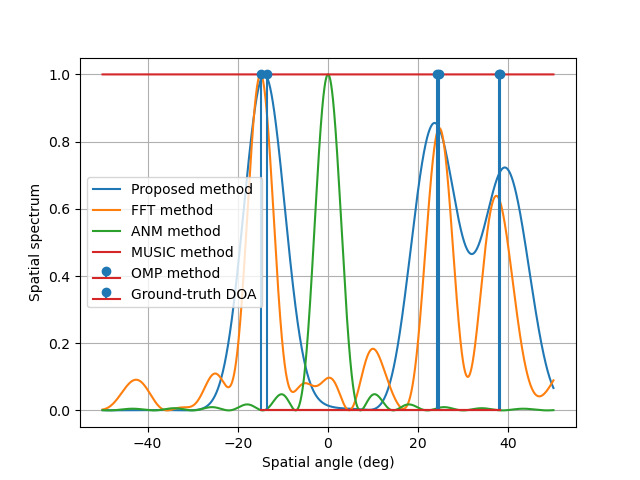 1.0
0.8
0.6
0.4
0.2
0.0
Spatial spectrum
Proposed method
FFT method
ANM method
MUSIC method
OMP method
Ground-truth DOA
−40 −20 0 20 40
Spatial angle (deg)